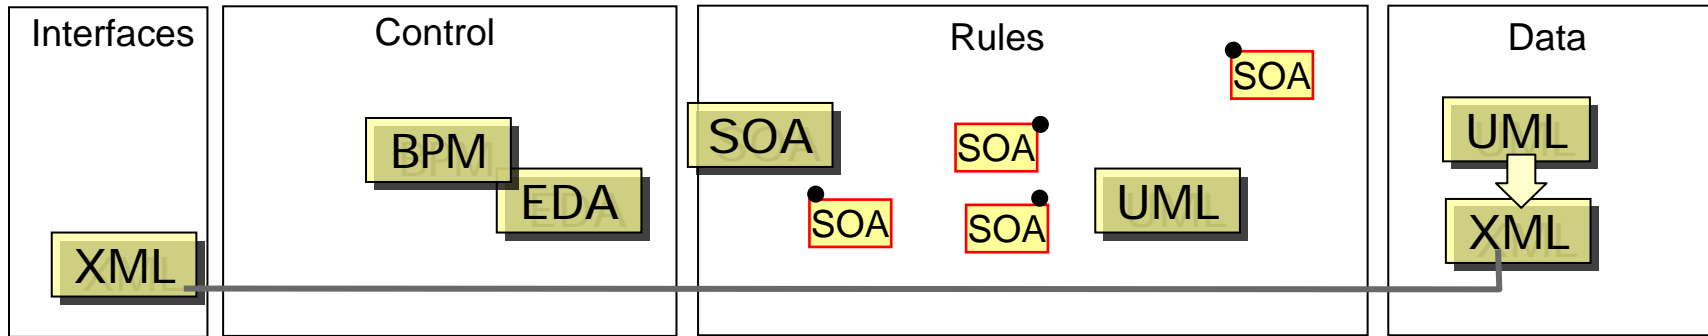 Interfaces
XML
Control
BPM
EDA
Rules
SOA
SOA
SOA
SOA
SOA
UML
Data
UML
XML